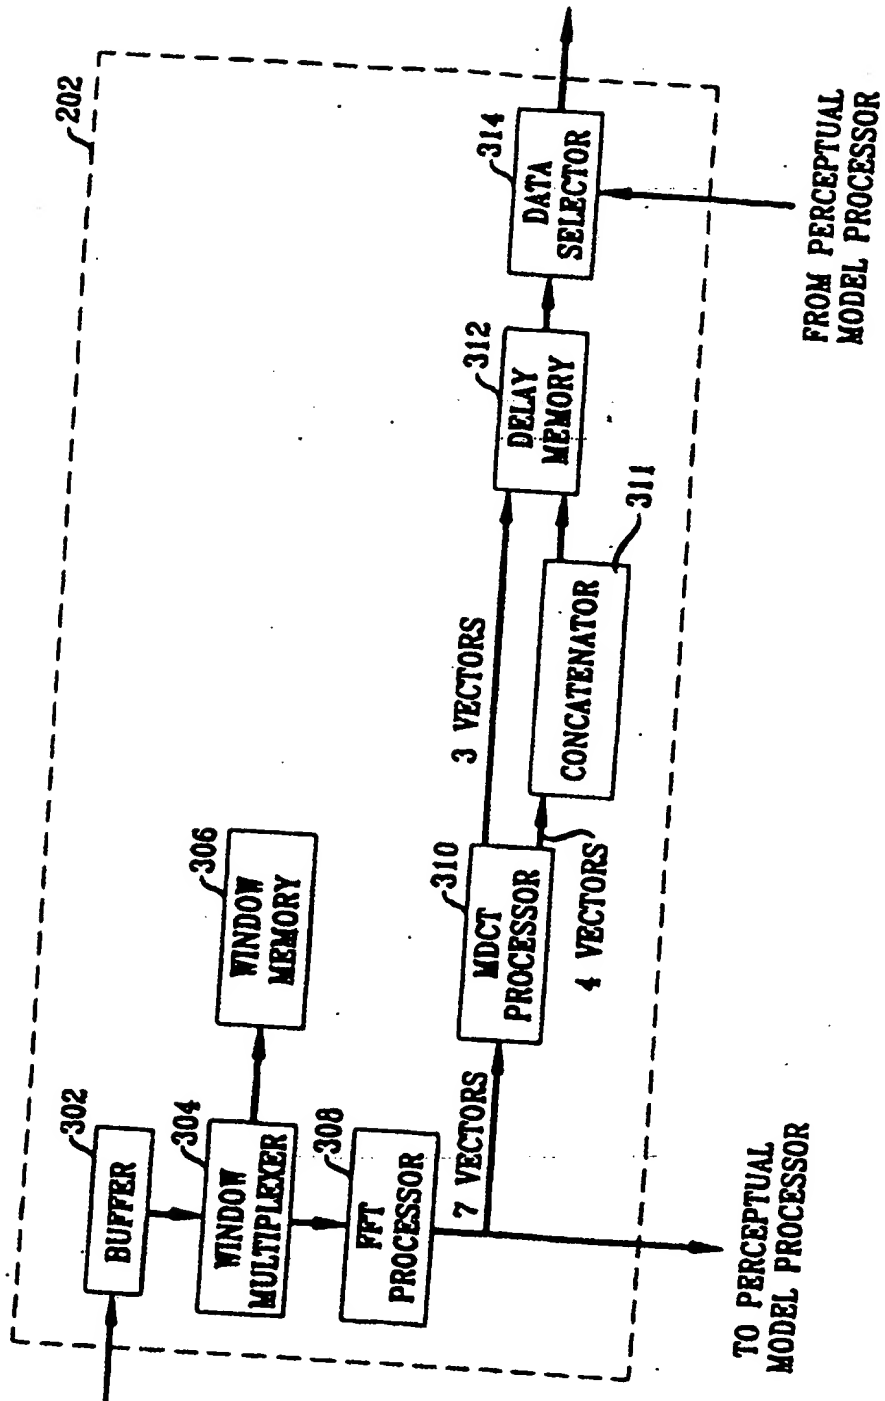 202
302
BUFFER
304
WINDOW
MULTIPLEXER
306
WINDOW
MEMORY
308
FFT
PROCESSOR
7 VECTORS
TO PERCEPTUAL
MODEL PROCESSOR
310
MDCT
PROCESSOR
3 VECTORS
4 VECTORS
CONCATENATOR
311
312
DELAY
MEMORY
314
DATA
SELECTOR
FROM PERCEPTUAL
MODEL PROCESSOR